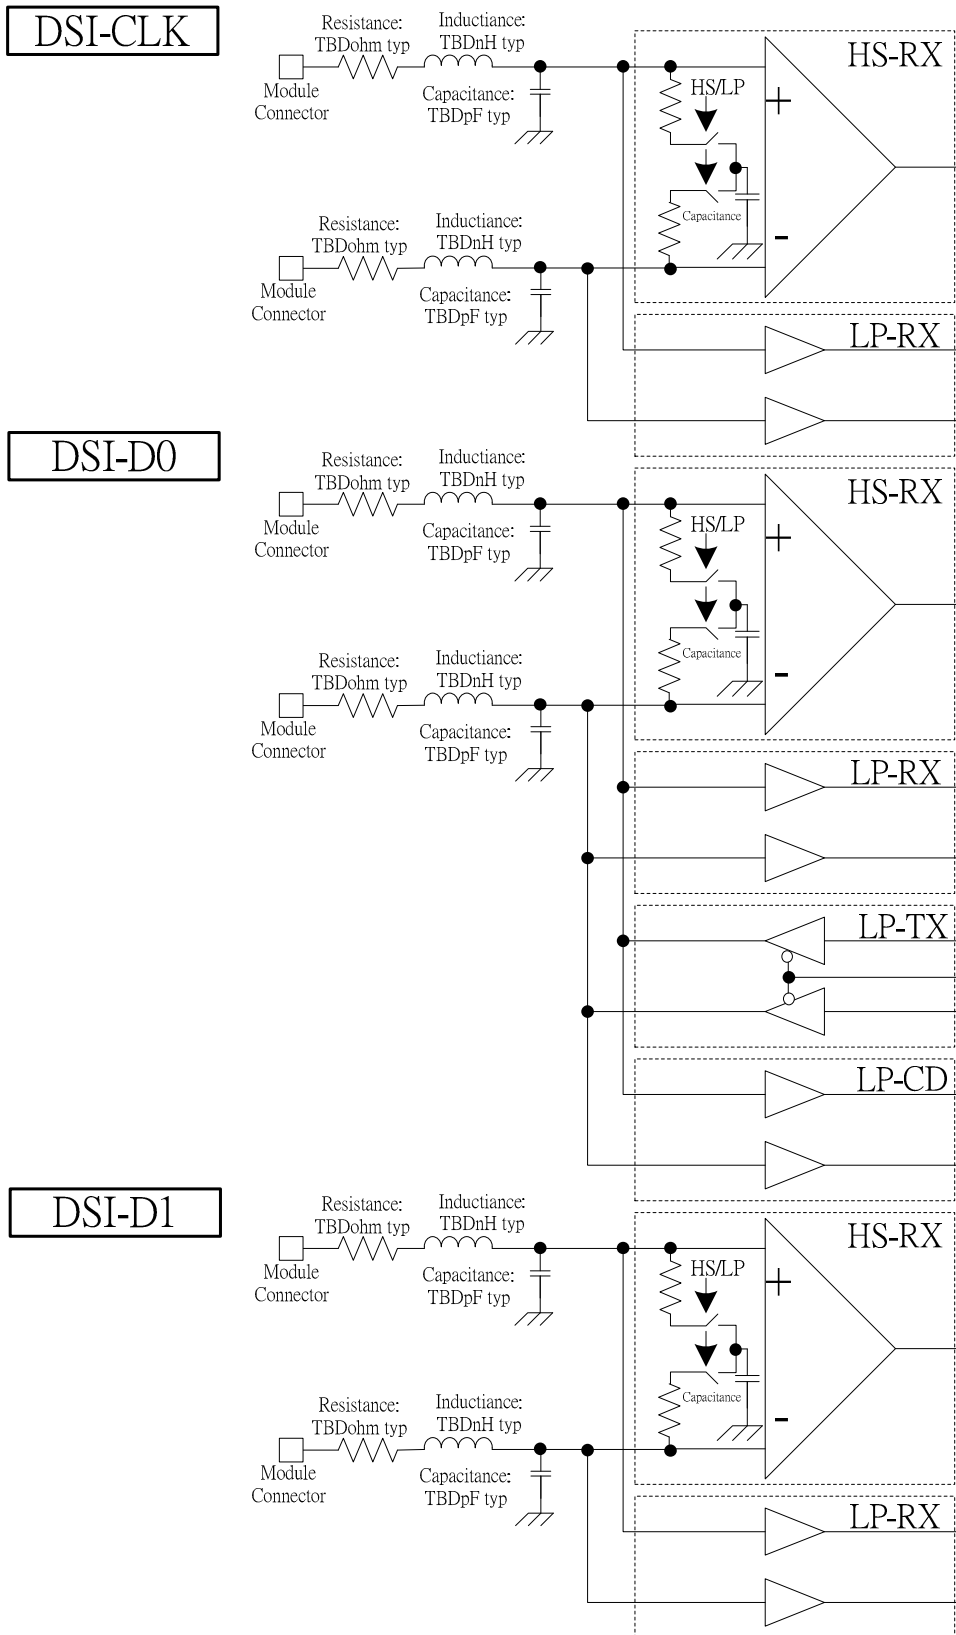 DSI-CLK
Resistance:
TBDohm typ
Inductiance:
TBDnH typ
HS-RX
Module
Connector
Capacitance:
TBDpF typ
HS/LP
+
Capacitance
-
Resistance:
TBDohm typ
Inductiance:
TBDnH typ
Module
Connector
Capacitance:
TBDpF typ
LP-RX
DSI-D0
Resistance:
TBDohm typ
Inductiance:
TBDnH typ
HS-RX
Module
Connector
Capacitance:
TBDpF typ
HS/LP
+
Capacitance
-
Resistance:
TBDohm typ
Inductiance:
TBDnH typ
Module
Connector
Capacitance:
TBDpF typ
LP-RX
LP-TX
LP-CD
DSI-D1
Resistance:
TBDohm typ
Inductiance:
TBDnH typ
HS-RX
Module
Connector
Capacitance:
TBDpF typ
HS/LP
+
Capacitance
-
Resistance:
TBDohm typ
Inductiance:
TBDnH typ
Module
Connector
Capacitance:
TBDpF typ
LP-RX